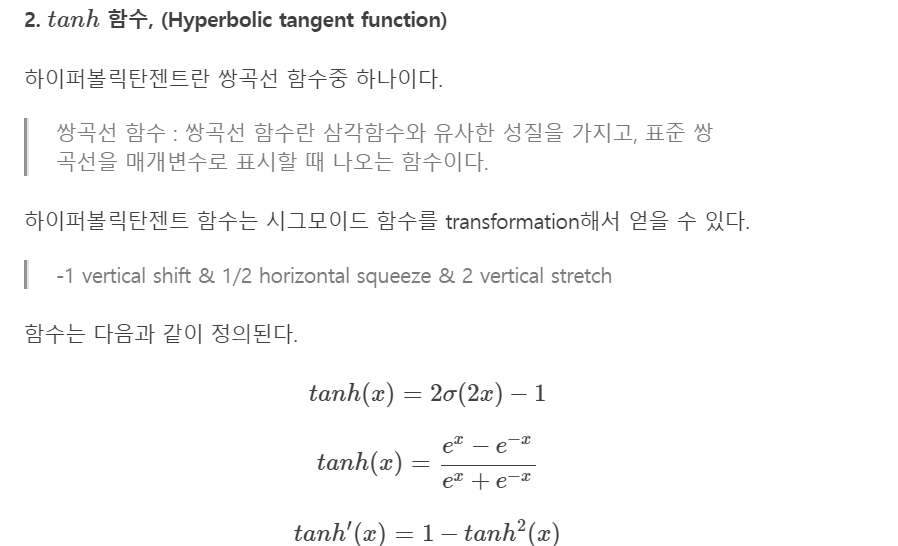 2. tanh 함수, (Hyperbolic tangent function)
하이퍼볼릭탄젠트란 쌍곡선 함수중 하나이다.
쌍곡선 함수 : 쌍곡선 함수란 삼각함수와 유사한 성질을 가지고, 표준 쌍
곡선을 매개변수로 표시할 때 나오는 함수이다.
하이퍼볼릭탄젠트 함수는 시그모이드 함수를 transformation해서 얻을 수 있다.
-1 vertical shift & 1/2 horizontal squeeze & 2 vertical stretch
함수는 다음과 같이 정의된다.
tanh(x) = 2σ(2x) − 1
tanh(x) = \frac{e^x − e^{−x}}{e^x + e^{−x}}
tanh′(x) = 1 − tanh²(x)